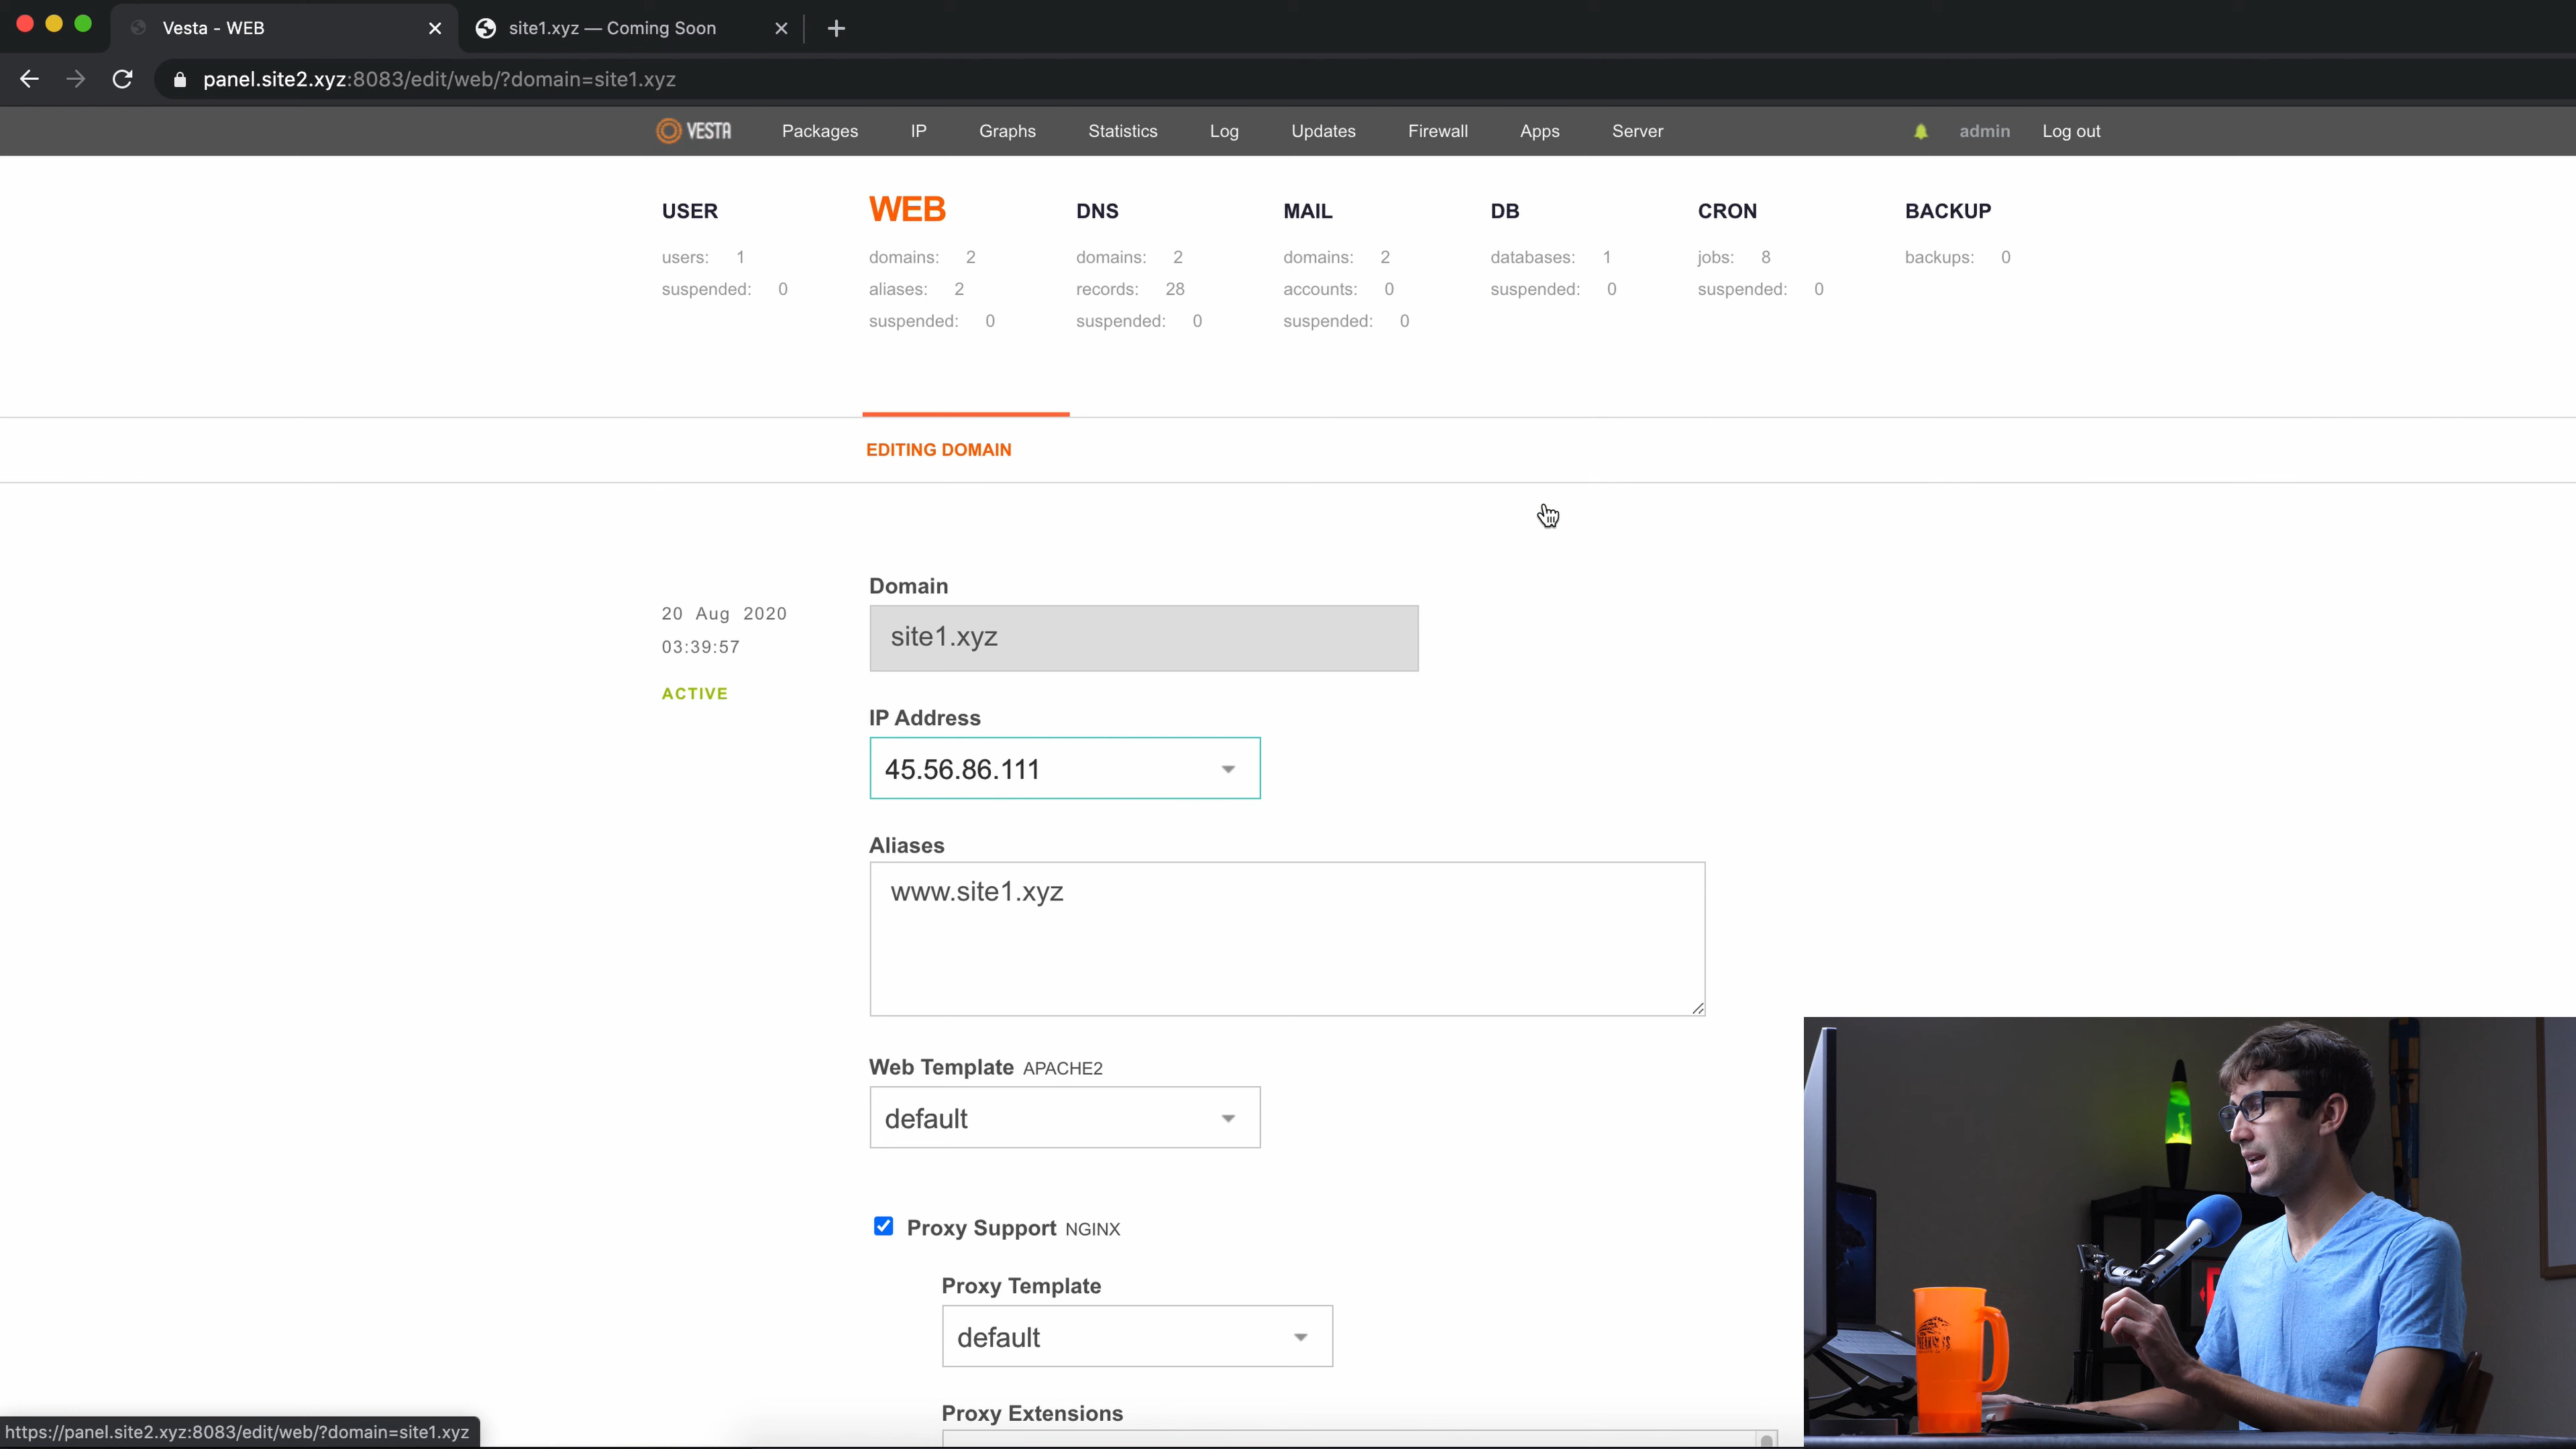 Vesta - WEB
site1.xyz — Coming Soon
panel.site2.xyz:8083/edit/web/?domain=site1.xyz
VESTA Packages IP Graphs Statistics Log Updates Firewall Apps Server admin Log out
USER WEB DNS MAIL DB CRON BACKUP
users: 1 domains: 2 domains: 2 domains: 2 databases: 1 jobs: 8 backups: 0
suspended: 0 aliases: 2 records: 28 accounts: 0 suspended: 0 suspended: 0
suspended: 0 suspended: 0 suspended: 0
EDITING DOMAIN
20 Aug 2020
03:39:57
ACTIVE
Domain
site1.xyz
IP Address
45.56.86.111
Aliases
www.site1.xyz
Web Template APACHE2
default
Proxy Support NGINX
Proxy Template
default
Proxy Extensions
https://panel.site2.xyz:8083/edit/web/?domain=site1.xyz